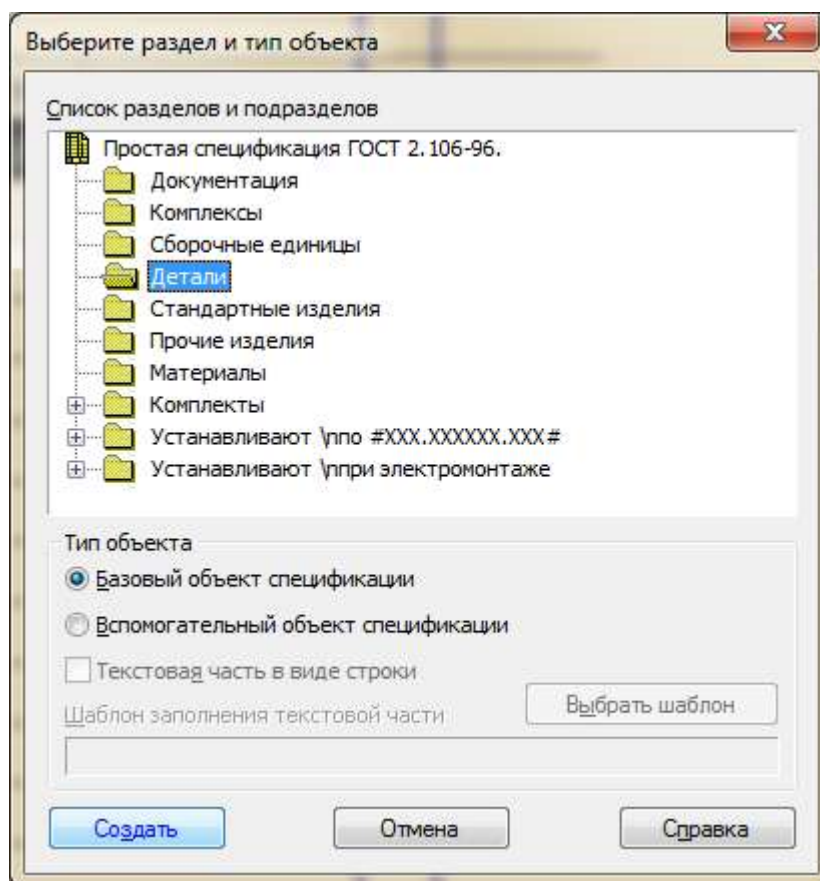 Выберите раздел и тип объекта
Список разделов и подразделов
Простая спецификация ГОСТ 2.106-96.
Документация
Комплексы
Сборочные единицы
Детали
Стандартные изделия
Прочие изделия
Материалы
Комплекты
Устанавливают \nпо #XXX.XXXXXX.XXX#
Устанавливают \nпри электромонтаже
Тип объекта
Базовый объект спецификации
Вспомогательный объект спецификации
Текстовая часть в виде строки
Шаблон заполнения текстовой части
Выбрать шаблон
Создать Отмена Справка